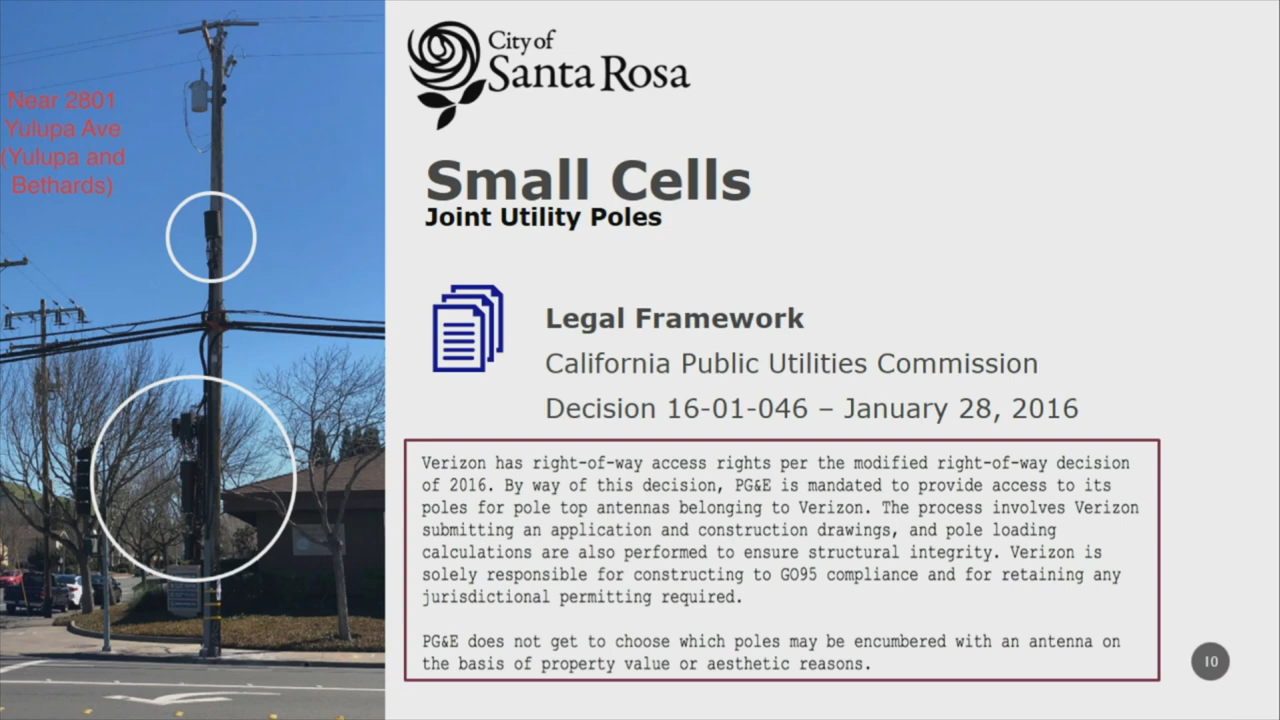 Near 2801
Yulupa Ave
(Yulupa and
Bethards)
City of
Santa Rosa
Small Cells
Joint Utility Poles
Legal Framework
California Public Utilities Commission
Decision 16-01-046 – January 28, 2016
Verizon has right-of-way access rights per the modified right-of-way decision
of 2016. By way of this decision, PG&E is mandated to provide access to its
poles for pole top antennas belonging to Verizon. The process involves Verizon
submitting an application and construction drawings, and pole loading
calculations are also performed to ensure structural integrity. Verizon is
solely responsible for constructing to GO95 compliance and for retaining any
jurisdictional permitting required.
PG&E does not get to choose which poles may be encumbered with an antenna on
the basis of property value or aesthetic reasons.
10